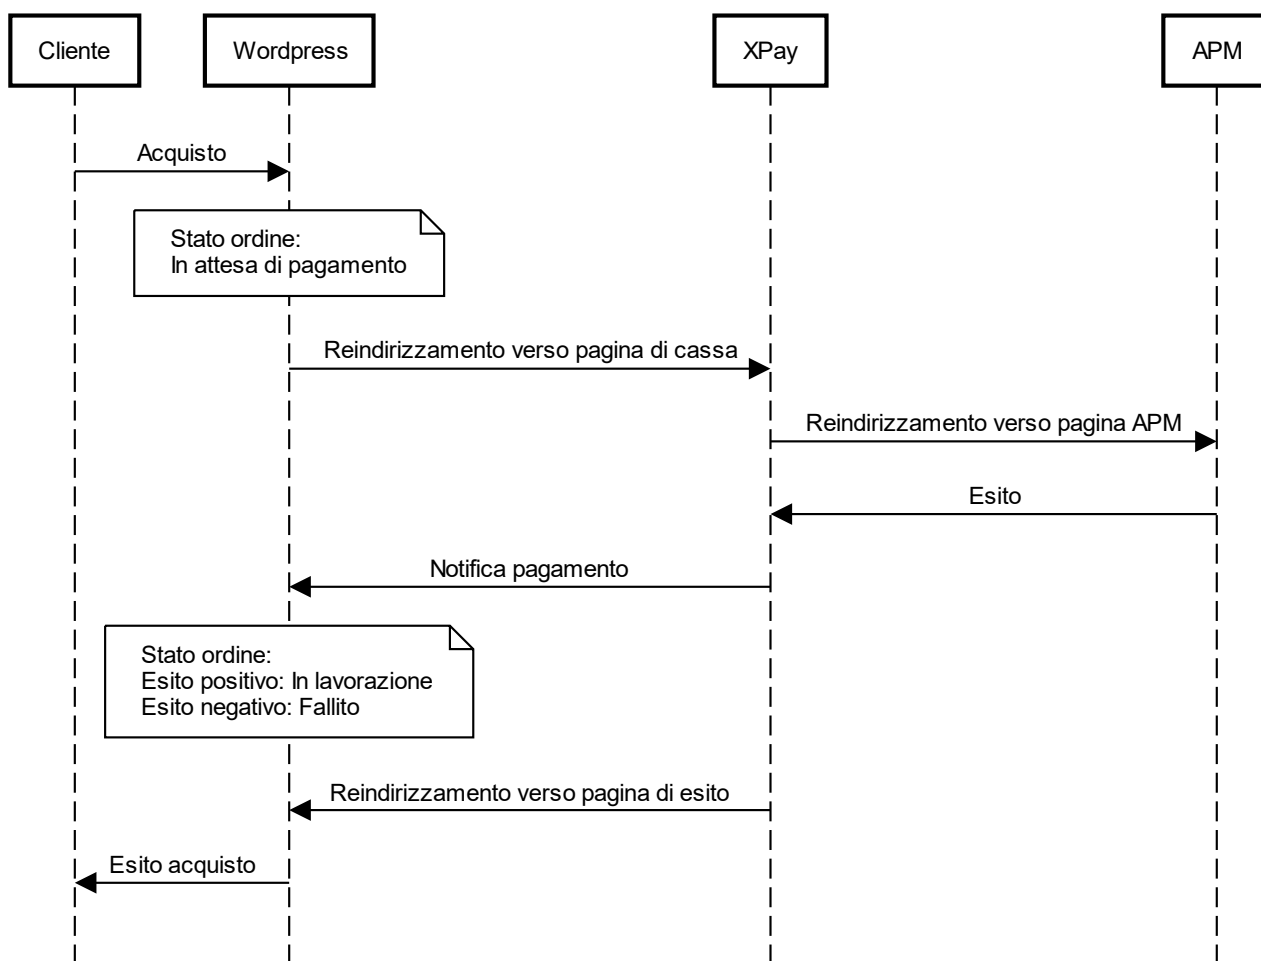 Cliente
Wordpress
XPay
APM
Acquisto
Stato ordine:
In attesa di pagamento
Reindirizzamento verso pagina di cassa
Reindirizzamento verso pagina APM
Esito
Notifica pagamento
Stato ordine:
Esito positivo: In lavorazione
Esito negativo: Fallito
Reindirizzamento verso pagina di esito
Esito acquisto